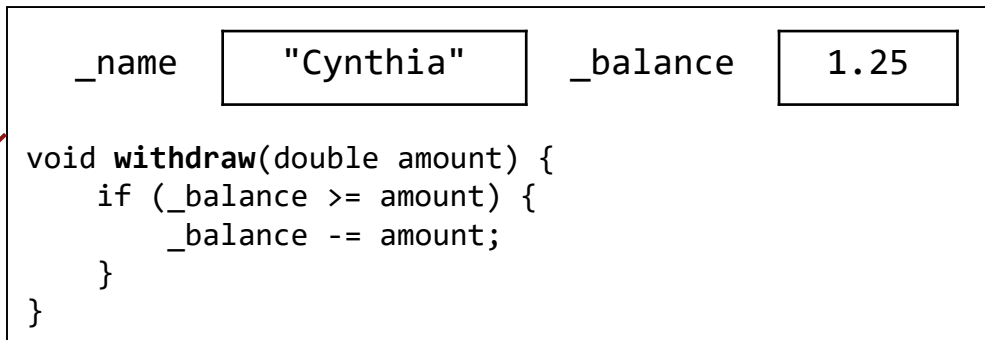 _name "Cynthia" _balance 1.25
void withdraw(double amount) {
    if (_balance >= amount) {
        _balance -= amount;
    }
}